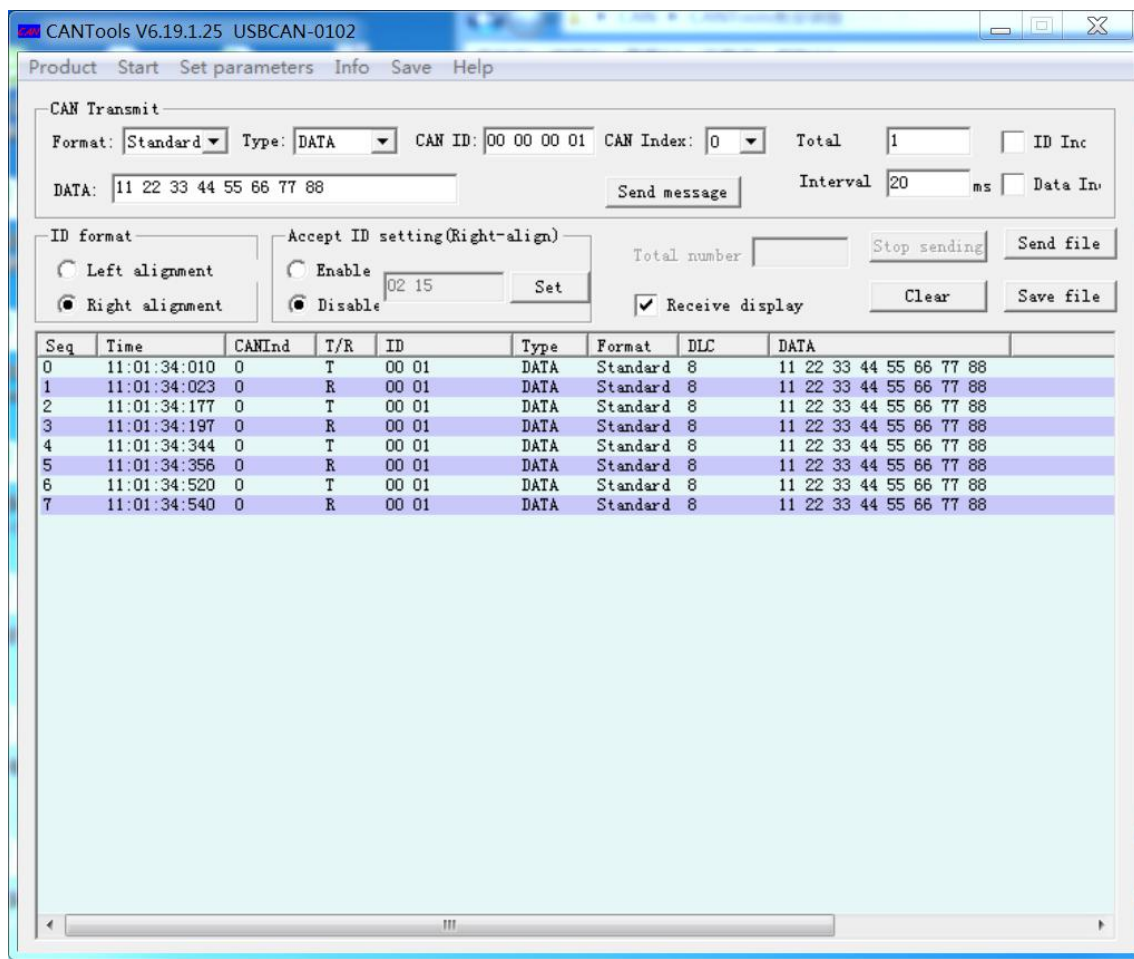 CAN CANTools V6.19.1.25 USBCAN-0102
Product Start Set parameters Info Save Help
CAN Transmit
Format: Standard Type: DATA CAN ID: 00 00 00 01 CAN Index: 0 Total 1 ID Inc
DATA: 11 22 33 44 55 66 77 88 Send message Interval 20 ms Data In
ID format Accept ID setting(Right-align)
Left alignment Enable Total number Stop sending Send file
Right alignment Disable 02 15 Set Receive display Clear Save file
Seq Time CANInd T/R ID Type Format DLC DATA
0 11:01:34:010 0 T 00 01 DATA Standard 8 11 22 33 44 55 66 77 88
1 11:01:34:023 0 R 00 01 DATA Standard 8 11 22 33 44 55 66 77 88
2 11:01:34:177 0 T 00 01 DATA Standard 8 11 22 33 44 55 66 77 88
3 11:01:34:197 0 R 00 01 DATA Standard 8 11 22 33 44 55 66 77 88
4 11:01:34:344 0 T 00 01 DATA Standard 8 11 22 33 44 55 66 77 88
5 11:01:34:356 0 R 00 01 DATA Standard 8 11 22 33 44 55 66 77 88
6 11:01:34:520 0 T 00 01 DATA Standard 8 11 22 33 44 55 66 77 88
7 11:01:34:540 0 R 00 01 DATA Standard 8 11 22 33 44 55 66 77 88